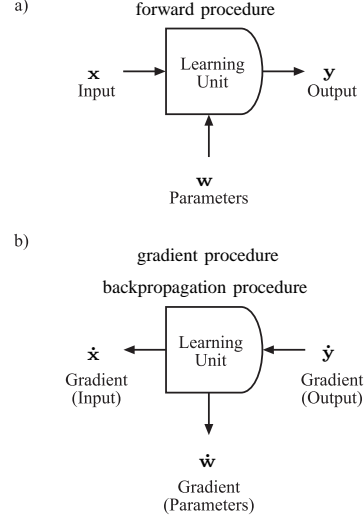 a)
forward procedure
Learning
Unit
x
Input
y
Output
w
Parameters
b)
gradient procedure
backpropagation procedure
Learning
Unit
ẋ
Gradient
(Input)
ẏ
Gradient
(Output)
ẇ
Gradient
(Parameters)